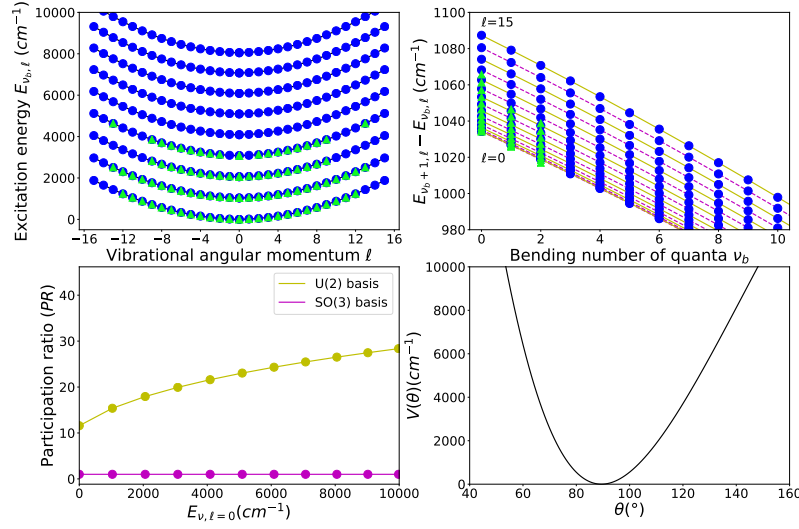 10000
8000
6000
4000
2000
0
Excitation energy E_{ν_b,ℓ} (cm⁻¹)
−16 −12 −8 −4 0 4 8 12 16
Vibrational angular momentum ℓ
1100
1080
1060
1040
1020
1000
980
E_{ν_b+1,ℓ} − E_{ν_b,ℓ} (cm⁻¹)
ℓ=15
ℓ=0
0 2 4 6 8 10
Bending number of quanta ν_b
40
30
20
10
0
Participation ratio (PR)
U(2) basis
SO(3) basis
0 2000 4000 6000 8000 10000
E_{ν,ℓ=0}(cm⁻¹)
10000
8000
6000
4000
2000
0
V(θ)(cm⁻¹)
40 60 80 100 120 140 160
θ(°)